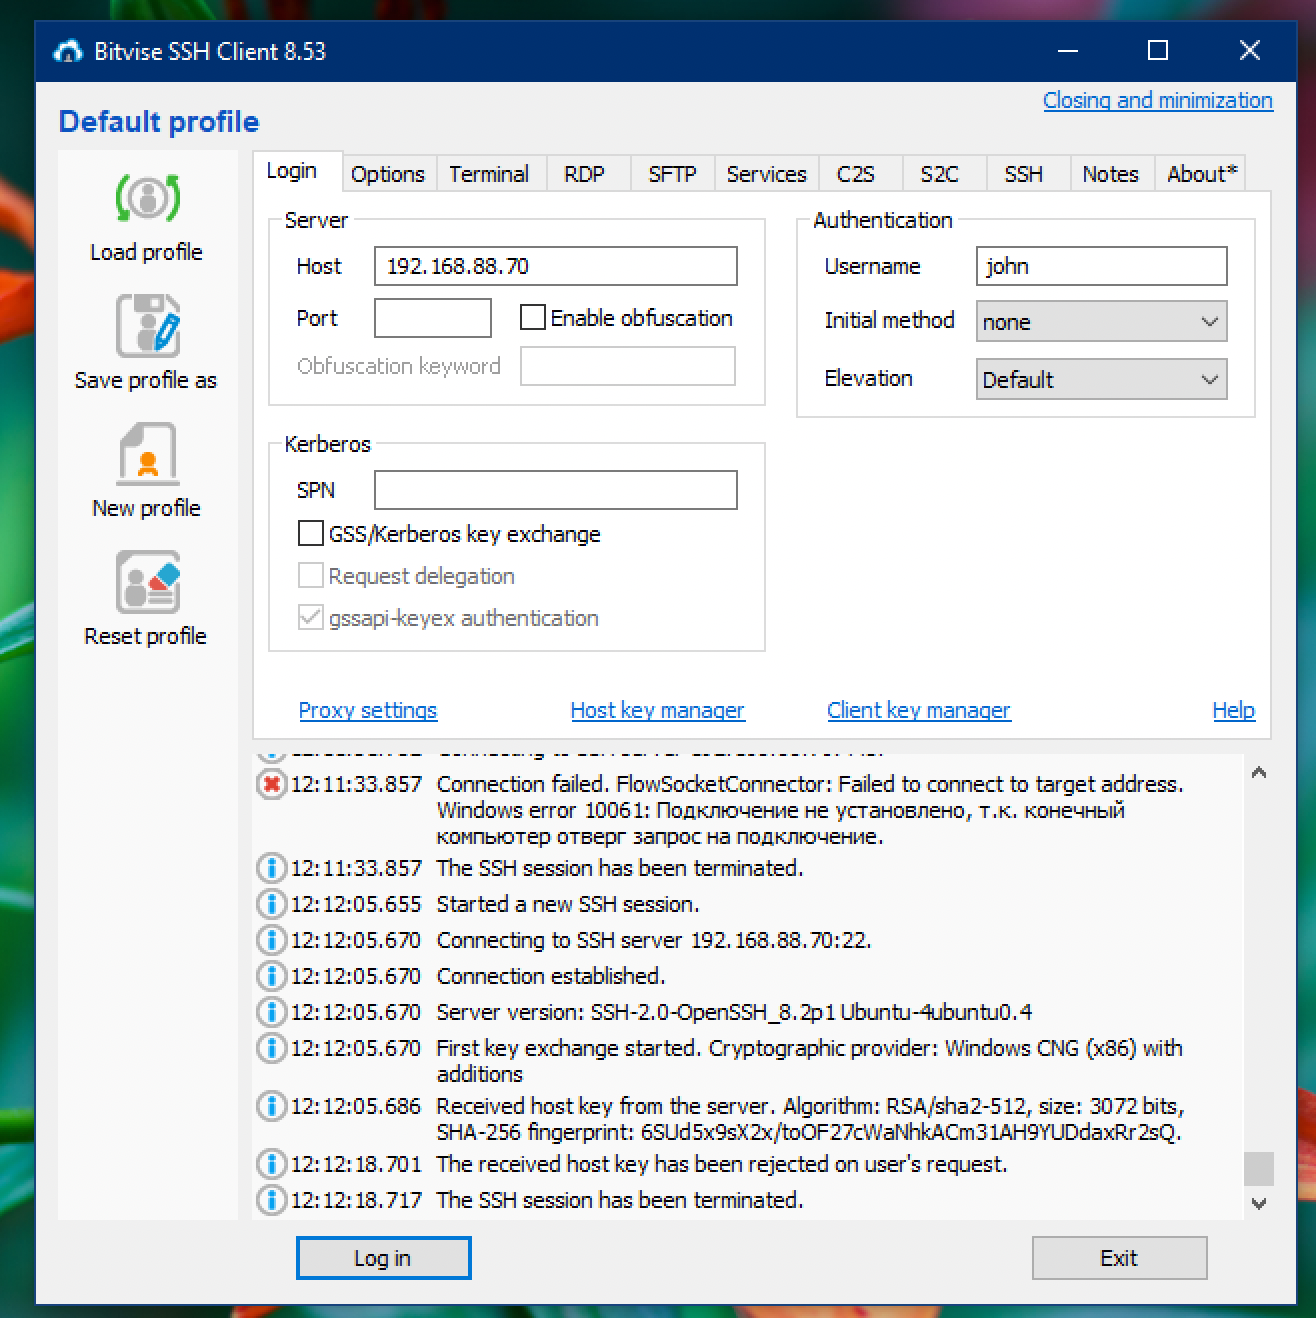 Bitvise SSH Client 8.53
Closing and minimization
Default profile
Load profile
Save profile as
New profile
Reset profile
Login Options Terminal RDP SFTP Services C2S S2C SSH Notes About*
Server
Host 192.168.88.70
Port Enable obfuscation
Obfuscation keyword
Authentication
Username john
Initial method none
Elevation Default
Kerberos
SPN
GSS/Kerberos key exchange
Request delegation
gssapi-keyex authentication
Proxy settings Host key manager Client key manager Help
12:11:33.857 Connection failed. FlowSocketConnector: Failed to connect to target address.
Windows error 10061: Подключение не установлено, т.к. конечный
компьютер отверг запрос на подключение.
12:11:33.857 The SSH session has been terminated.
12:12:05.655 Started a new SSH session.
12:12:05.670 Connecting to SSH server 192.168.88.70:22.
12:12:05.670 Connection established.
12:12:05.670 Server version: SSH-2.0-OpenSSH_8.2p1 Ubuntu-4ubuntu0.4
12:12:05.670 First key exchange started. Cryptographic provider: Windows CNG (x86) with
additions
12:12:05.686 Received host key from the server. Algorithm: RSA/sha2-512, size: 3072 bits,
SHA-256 fingerprint: 6SUd5x9sX2x/toOF27cWaNhkACm31AH9YUDdaxRr2sQ.
12:12:18.701 The received host key has been rejected on user's request.
12:12:18.717 The SSH session has been terminated.
Log in Exit